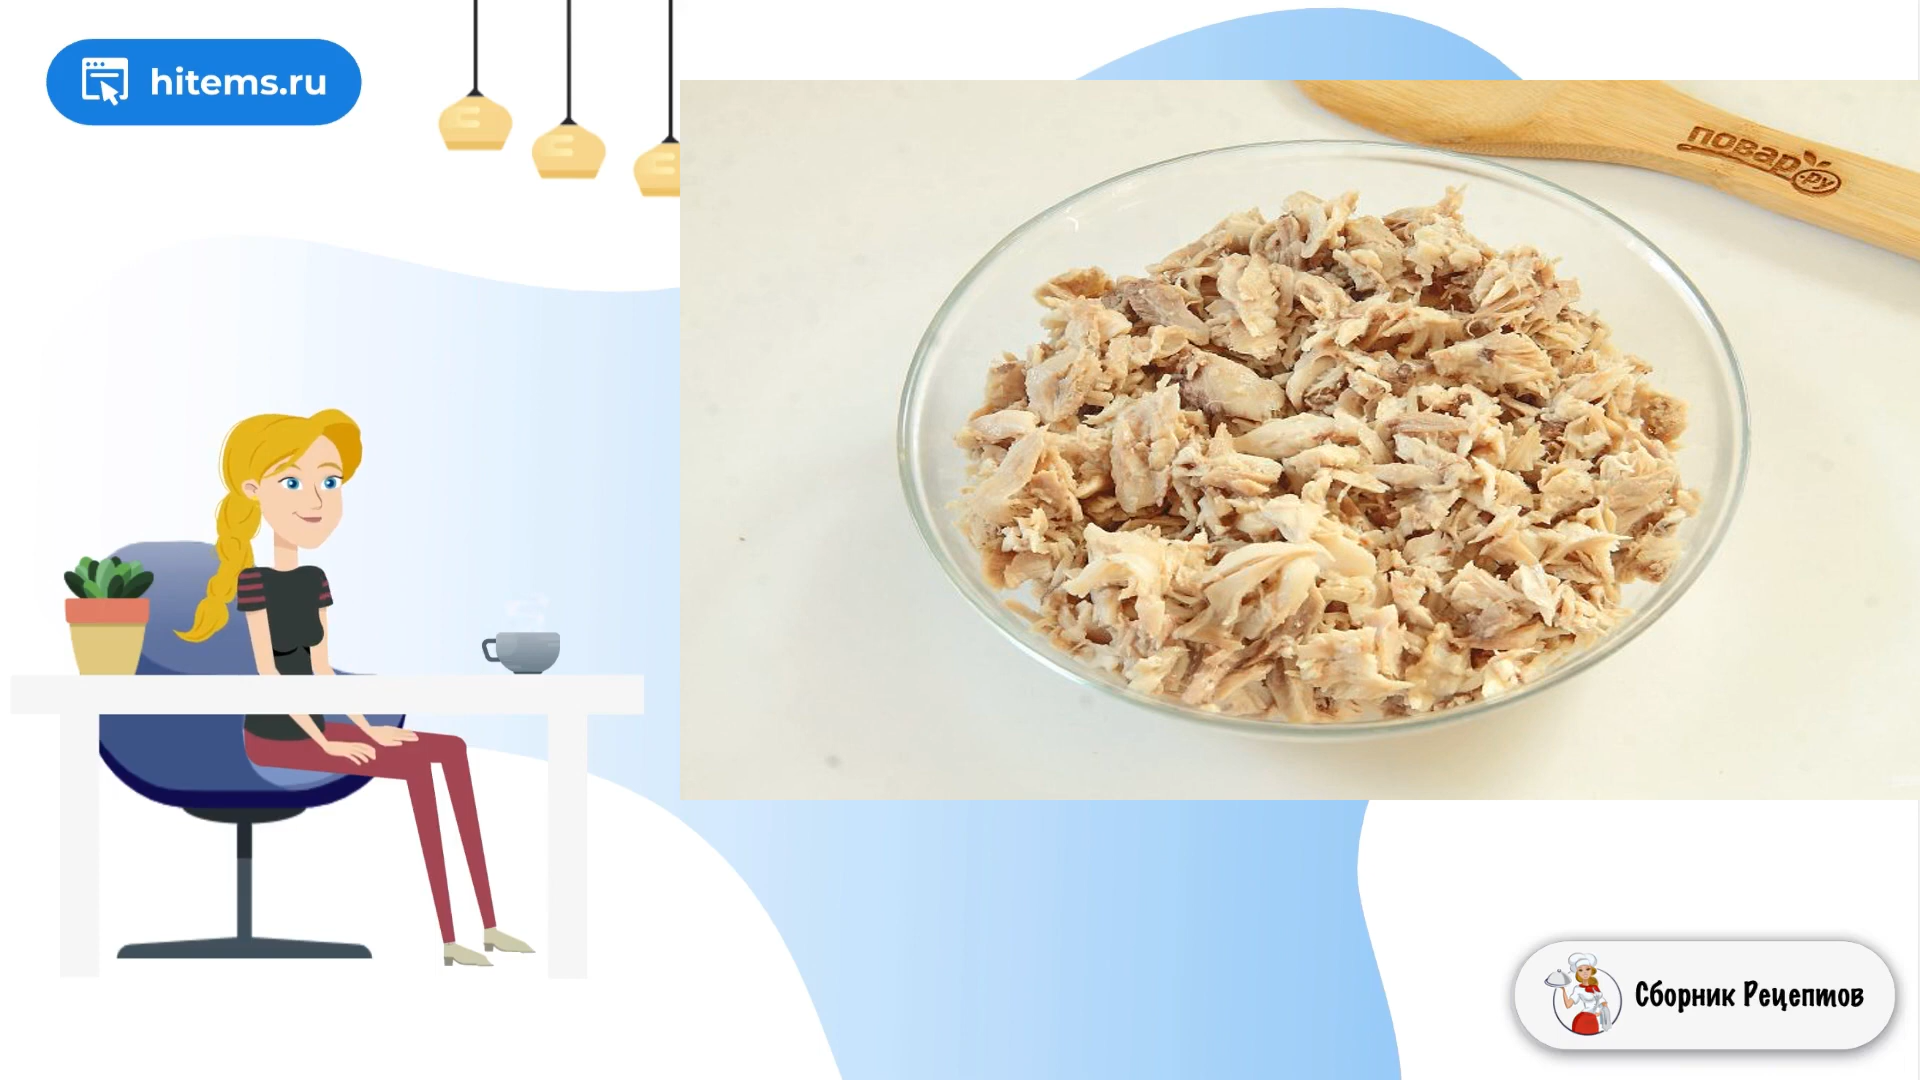 hitems.ru
повар
.ру
Сборник Рецептов